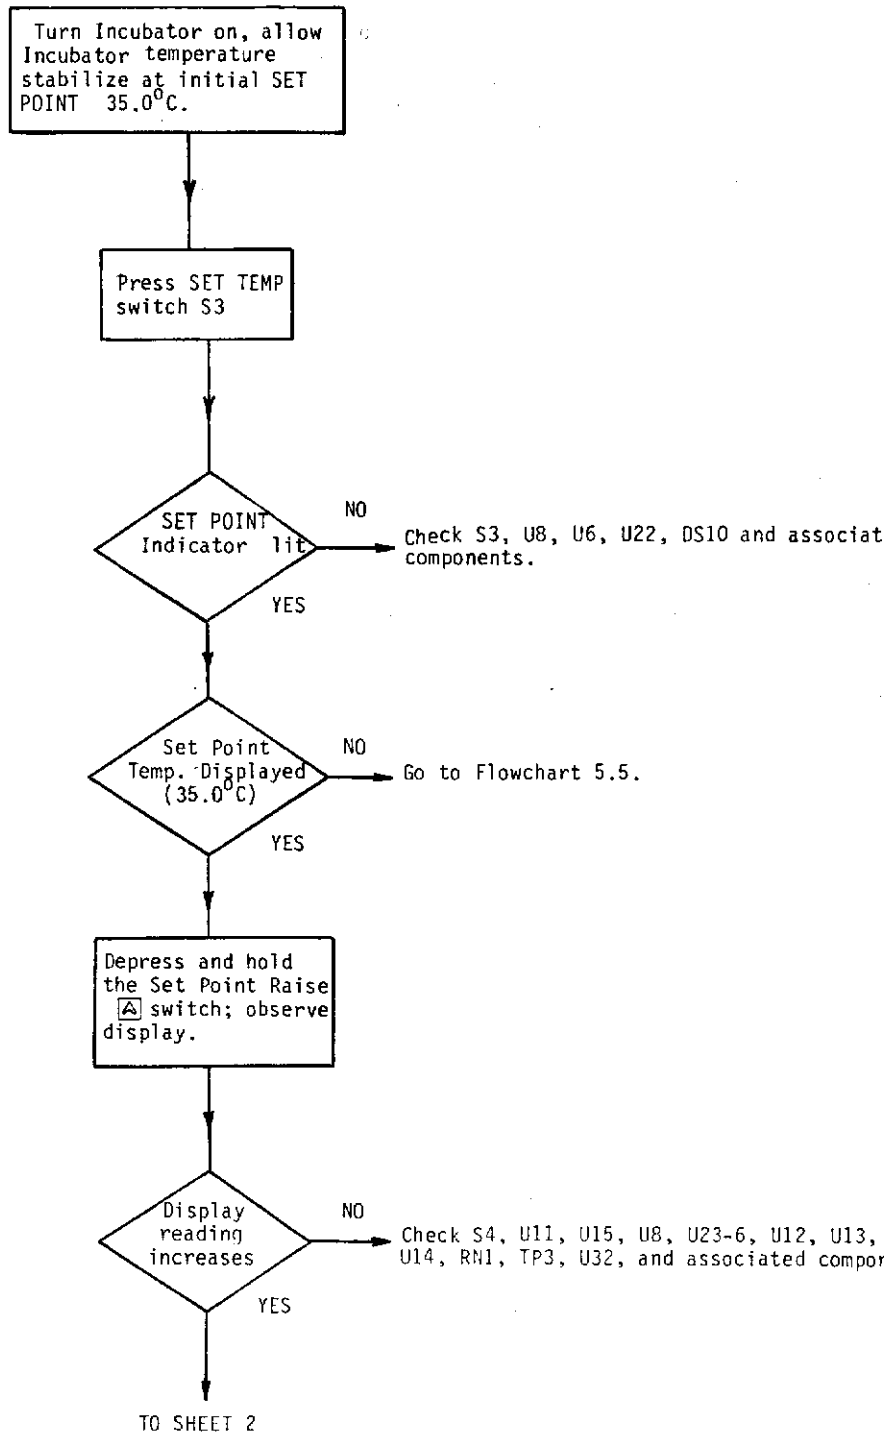 Turn Incubator on, allow
Incubator temperature
stabilize at initial SET
POINT 35.0°C.
Press SET TEMP
switch S3
SET POINT
Indicator lit
NO
Check S3, U8, U6, U22, DS10 and associat
components.
YES
Set Point
Temp. Displayed
(35.0°C)
NO
Go to Flowchart 5.5.
YES
Depress and hold
the Set Point Raise
switch; observe
display.
Display
reading
increases
NO
Check S4, U11, U15, U8, U23-6, U12, U13,
U14, RN1, TP3, U32, and associated compor
YES
TO SHEET 2